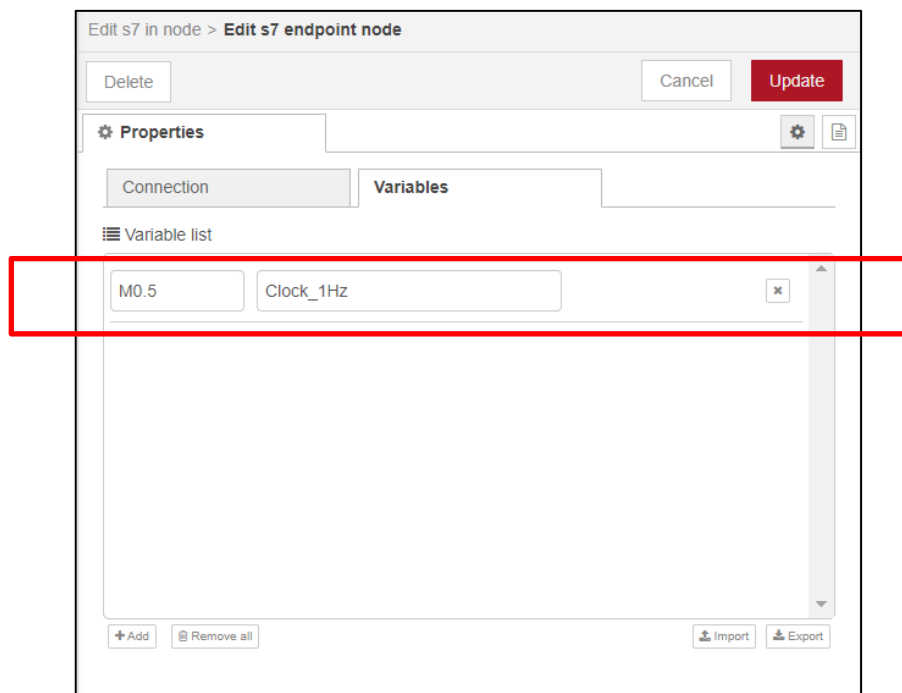 Edit s7 in node > Edit s7 endpoint node
Delete Cancel Update
Properties
Connection Variables
Variable list
M0.5 Clock_1Hz
+ Add Remove all Import Export